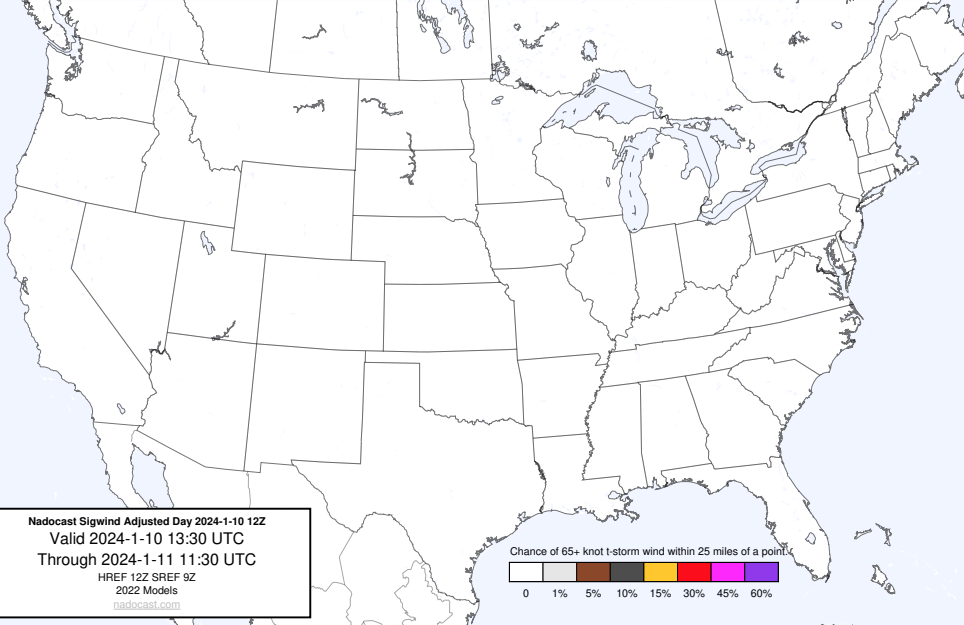 Nadocast Sigwind Adjusted Day 2024-1-10 12Z
Valid 2024-1-10 13:30 UTC
Through 2024-1-11 11:30 UTC
HREF 12Z SREF 9Z
2022 Models
nadocast.com
Chance of 65+ knot t-storm wind within 25 miles of a point.
0 1% 5% 10% 15% 30% 45% 60%